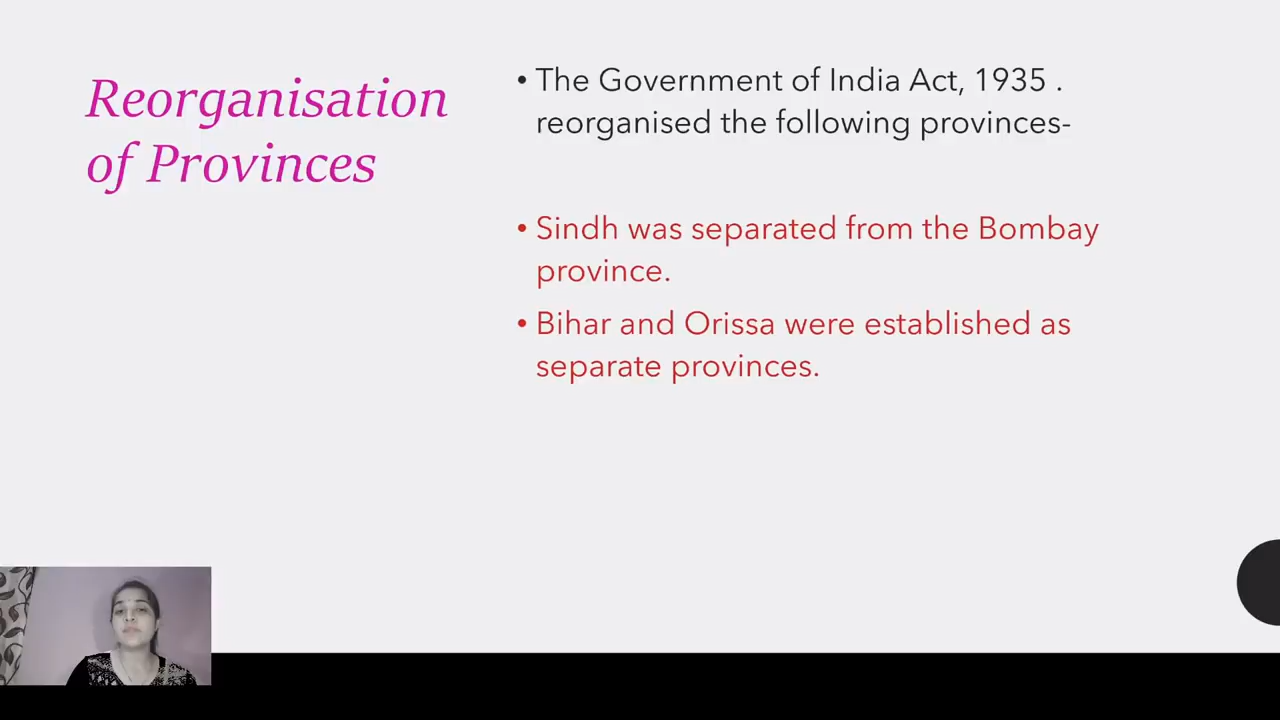 Reorganisation
of Provinces
• The Government of India Act, 1935 .
reorganised the following provinces-
• Sindh was separated from the Bombay
province.
• Bihar and Orissa were established as
separate provinces.